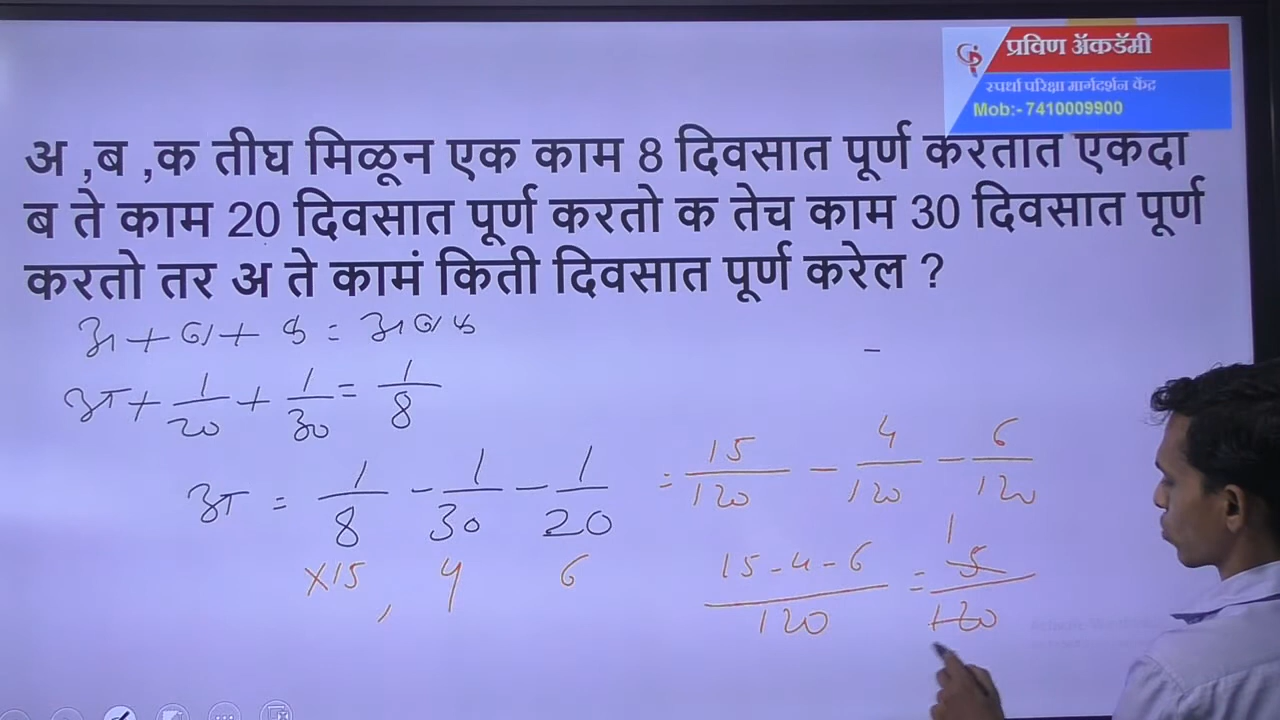 प्रविण ॲकडॅमी
स्पर्धा परिक्षा मार्गदर्शन केंद्र
Mob:- 7410009900
अ ,ब ,क तीघ मिळून एक काम 8 दिवसात पूर्ण करतात एकदा
ब ते काम 20 दिवसात पूर्ण करतो क तेच काम 30 दिवसात पूर्ण
करतो तर अ ते कामं किती दिवसात पूर्ण करेल ?
अ + ब + क = अबक
अ + 1/20 + 1/30 = 1/8
अ = 1/8 - 1/30 - 1/20 = 15/120 - 4/120 - 6/120
×15 , 4 6
15-4-6/120 = 5/120
1